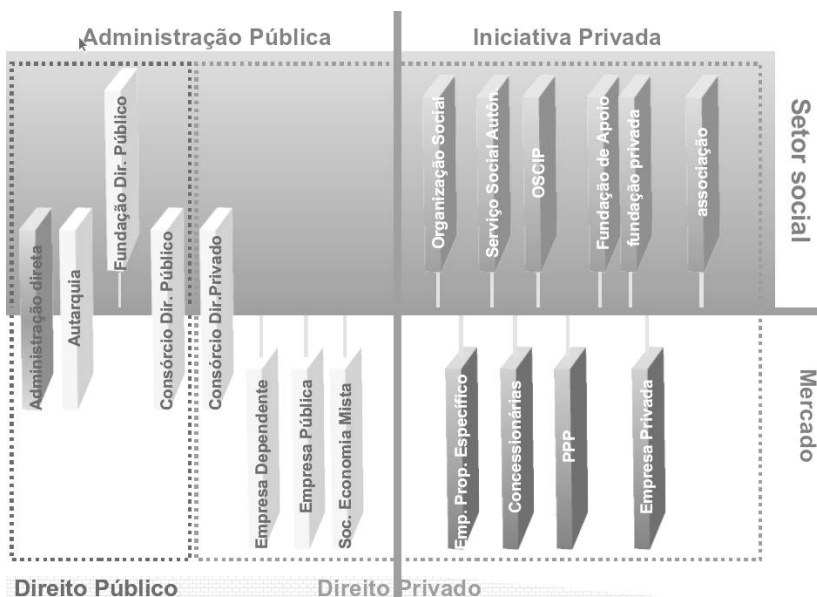 Administração Pública
Iniciativa Privada
Setor social
Mercado
Administração direta
Autarquia
Fundação Dir. Público
Consórcio Dir. Público
Consórcio Dir.Privado
Empresa Dependente
Empresa Pública
Soc. Economia Mista
Organização Social
Serviço Social Autôn.
OSCIP
Fundação de Apoio
fundação privada
associação
Emp. Prop. Específico
Concessionárias
PPP
Empresa Privada
Direito Público
Direito Privado